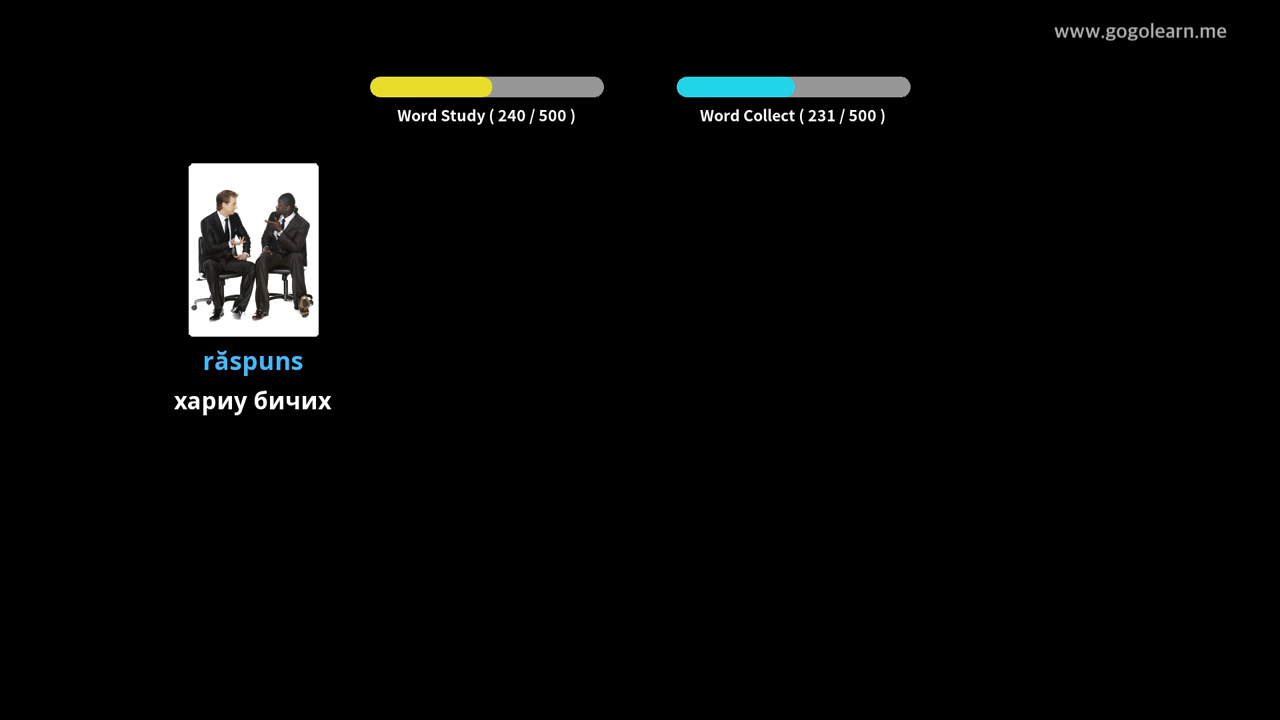 www.gogolearn.me
Word Study ( 240 / 500 )
Word Collect ( 231 / 500 )
răspuns
хариу бичих